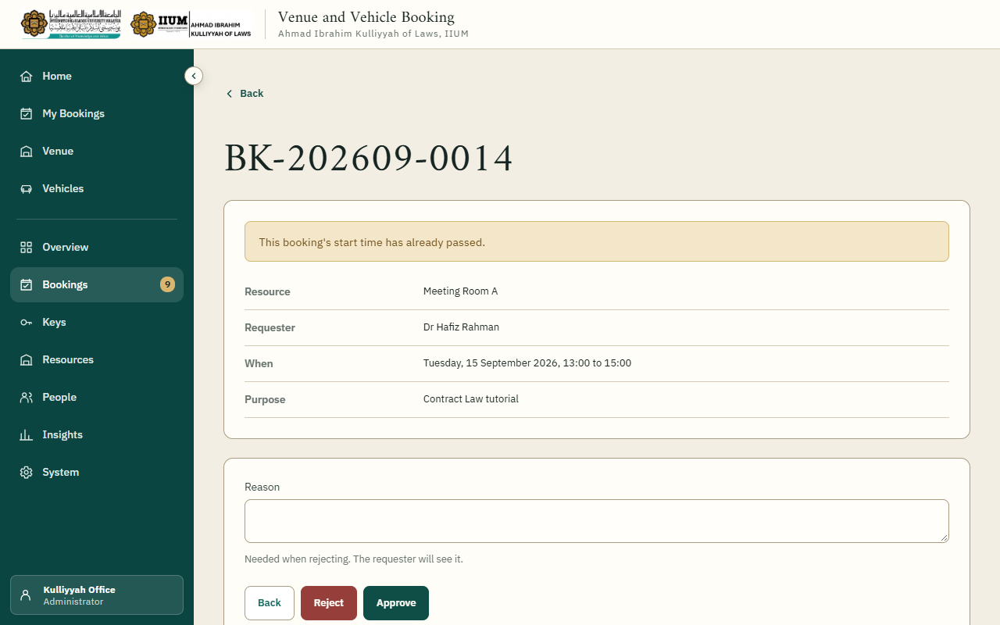 IIUM
AHMAD IBRAHIM
KULLIYYAH OF LAWS
Venue and Vehicle Booking
Ahmad Ibrahim Kulliyyah of Laws, IIUM
Home
My Bookings
Venue
Vehicles
Overview
Bookings 9
Keys
Resources
People
Insights
System
Kulliyyah Office
Administrator
Back
BK-202609-0014
This booking's start time has already passed.
Resource Meeting Room A
Requester Dr Hafiz Rahman
When Tuesday, 15 September 2026, 13:00 to 15:00
Purpose Contract Law tutorial
Reason
Needed when rejecting. The requester will see it.
Back Reject Approve